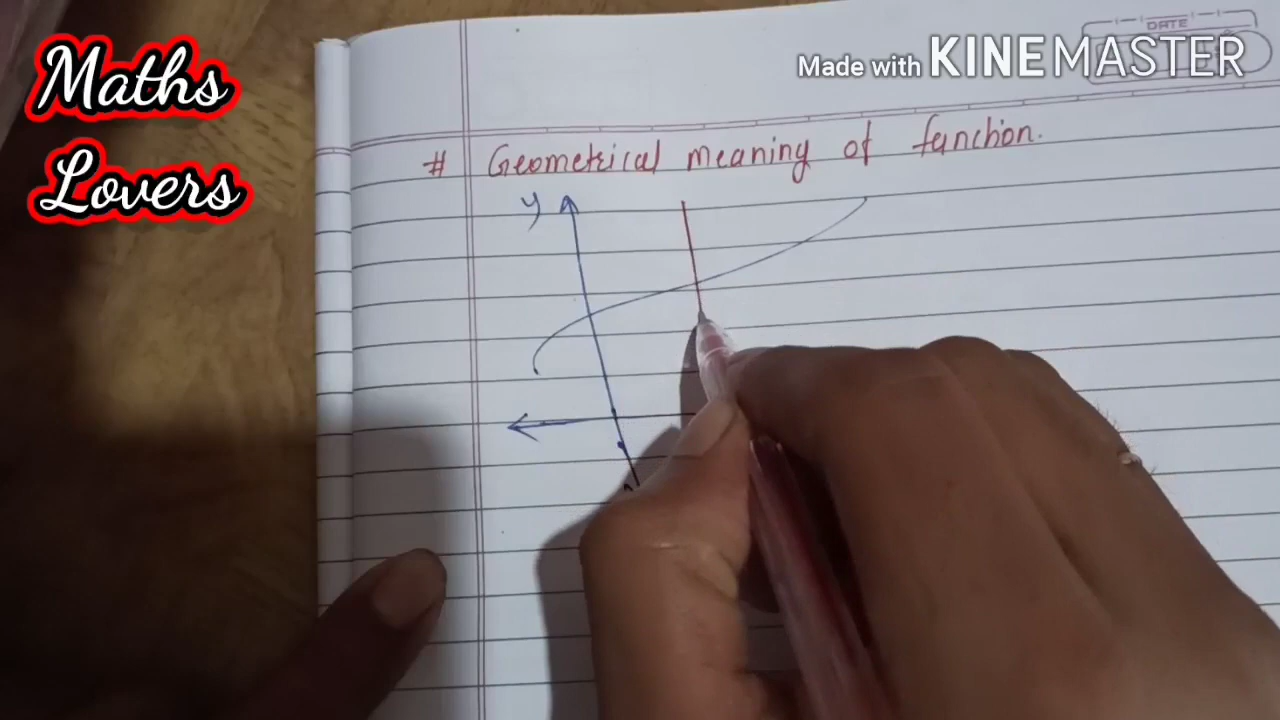 Maths
Lovers
Made with KINEMASTER
DATE
# Geometrical meaning of function.
y